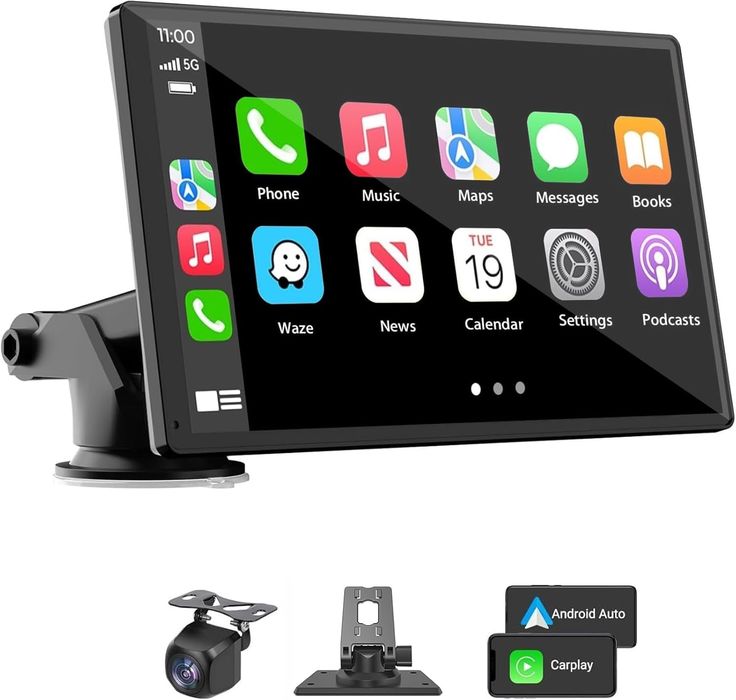 11:00
5G
Phone
Music
Maps
Messages
Books
Waze
News
TUE
19
Calendar
Settings
Podcasts
Android Auto
Carplay